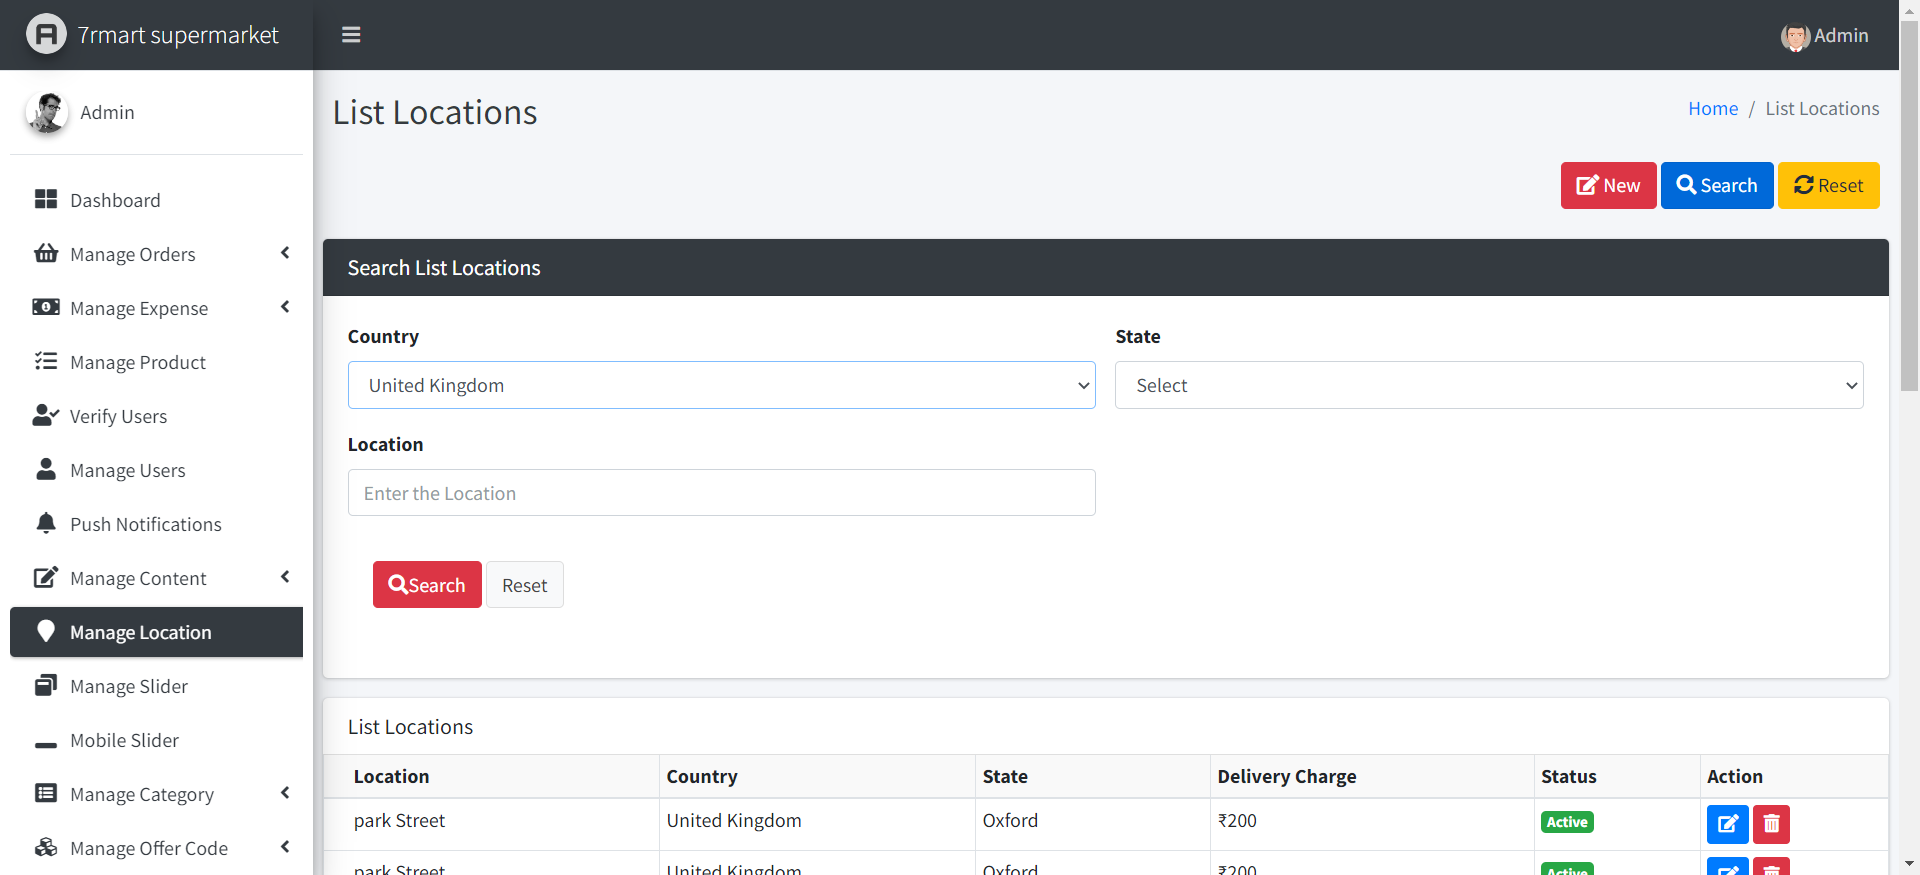 7rmart supermarket
Admin
Admin
List Locations
Home / List Locations
New Search Reset
Dashboard
Manage Orders
Manage Expense
Manage Product
Verify Users
Manage Users
Push Notifications
Manage Content
Manage Location
Manage Slider
Mobile Slider
Manage Category
Manage Offer Code
Search List Locations
Country State
United Kingdom Select
Location
Enter the Location
Search Reset
List Locations
Location Country State Delivery Charge Status Action
park Street United Kingdom Oxford ₹200 Active
park Street United Kingdom Oxford ₹200 Active